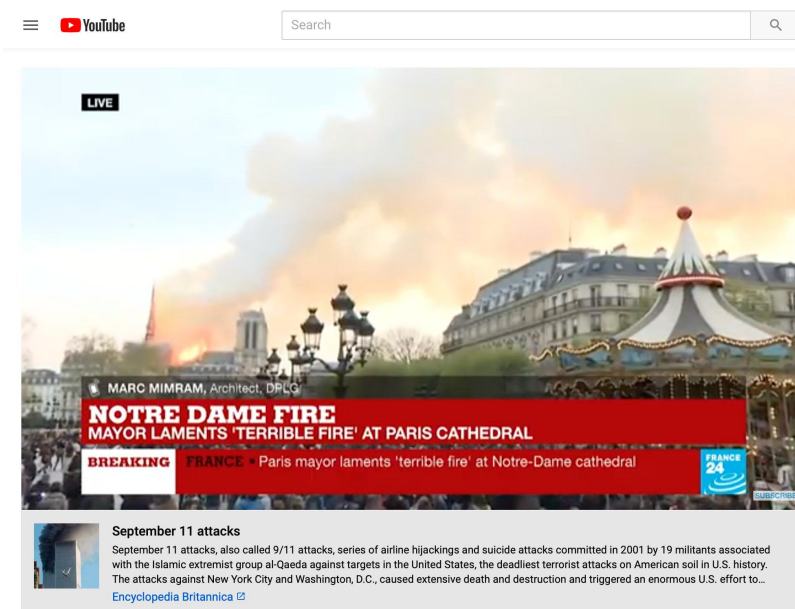 YouTube
Search
LIVE
MARC MIMRAM, Architect, DPLG
NOTRE DAME FIRE
MAYOR LAMENTS 'TERRIBLE FIRE' AT PARIS CATHEDRAL
BREAKING
FRANCE • Paris mayor laments 'terrible fire' at Notre-Dame cathedral
FRANCE
24
SUBSCRIBE
September 11 attacks
September 11 attacks, also called 9/11 attacks, series of airline hijackings and suicide attacks committed in 2001 by 19 militants associated
with the Islamic extremist group al-Qaeda against targets in the United States, the deadliest terrorist attacks on American soil in U.S. history.
The attacks against New York City and Washington, D.C., caused extensive death and destruction and triggered an enormous U.S. effort to...
Encyclopedia Britannica